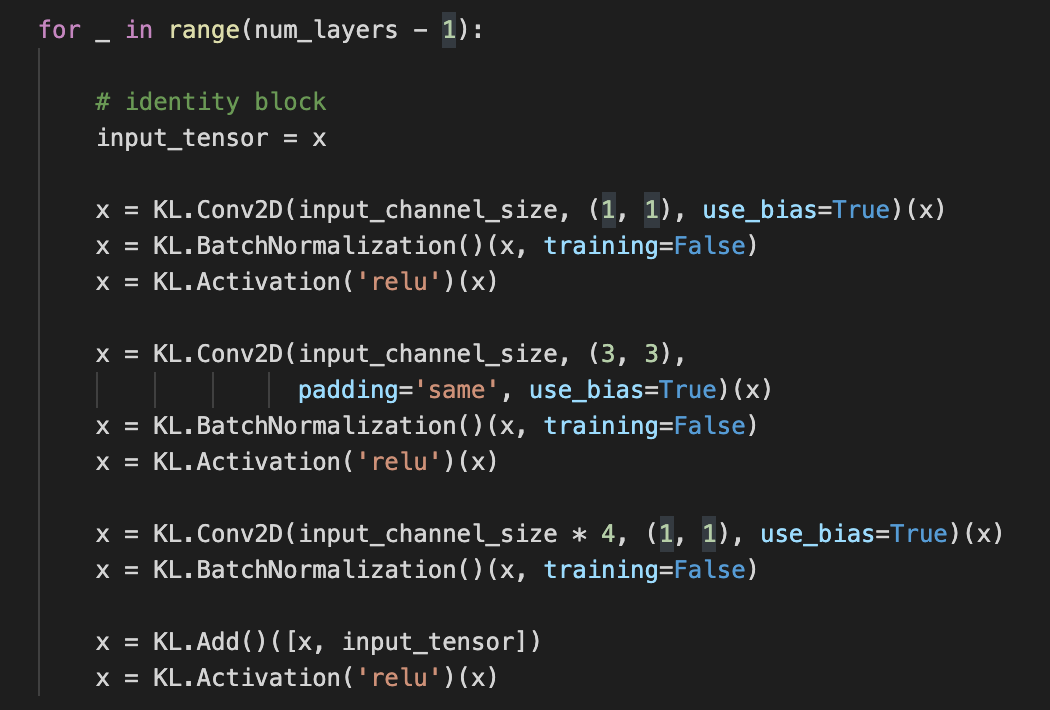 for _ in range(num_layers - 1):
# identity block
input_tensor = x
x = KL.Conv2D(input_channel_size, (1, 1), use_bias=True)(x)
x = KL.BatchNormalization()(x, training=False)
x = KL.Activation('relu')(x)
x = KL.Conv2D(input_channel_size, (3, 3),
padding='same', use_bias=True)(x)
x = KL.BatchNormalization()(x, training=False)
x = KL.Activation('relu')(x)
x = KL.Conv2D(input_channel_size * 4, (1, 1), use_bias=True)(x)
x = KL.BatchNormalization()(x, training=False)
x = KL.Add()([x, input_tensor])
x = KL.Activation('relu')(x)